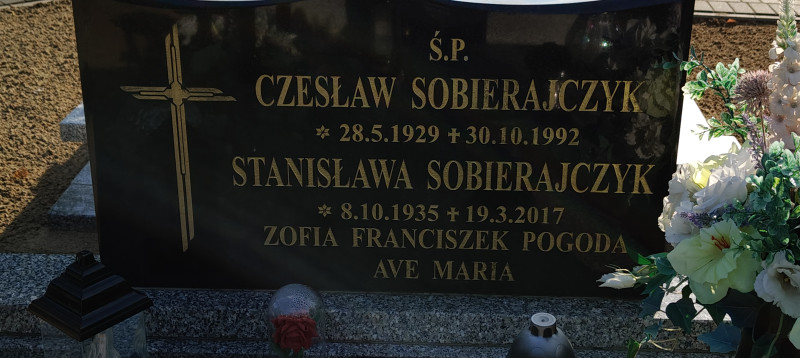 Ś.P.
CZESŁAW SOBIERAJCZYK
✲ 28.5.1929 ✝ 30.10.1992
STANISŁAWA SOBIERAJCZYK
✲ 8.10.1935 ✝ 19.3.2017
ZOFIA FRANCISZEK POGODA
AVE MARIA